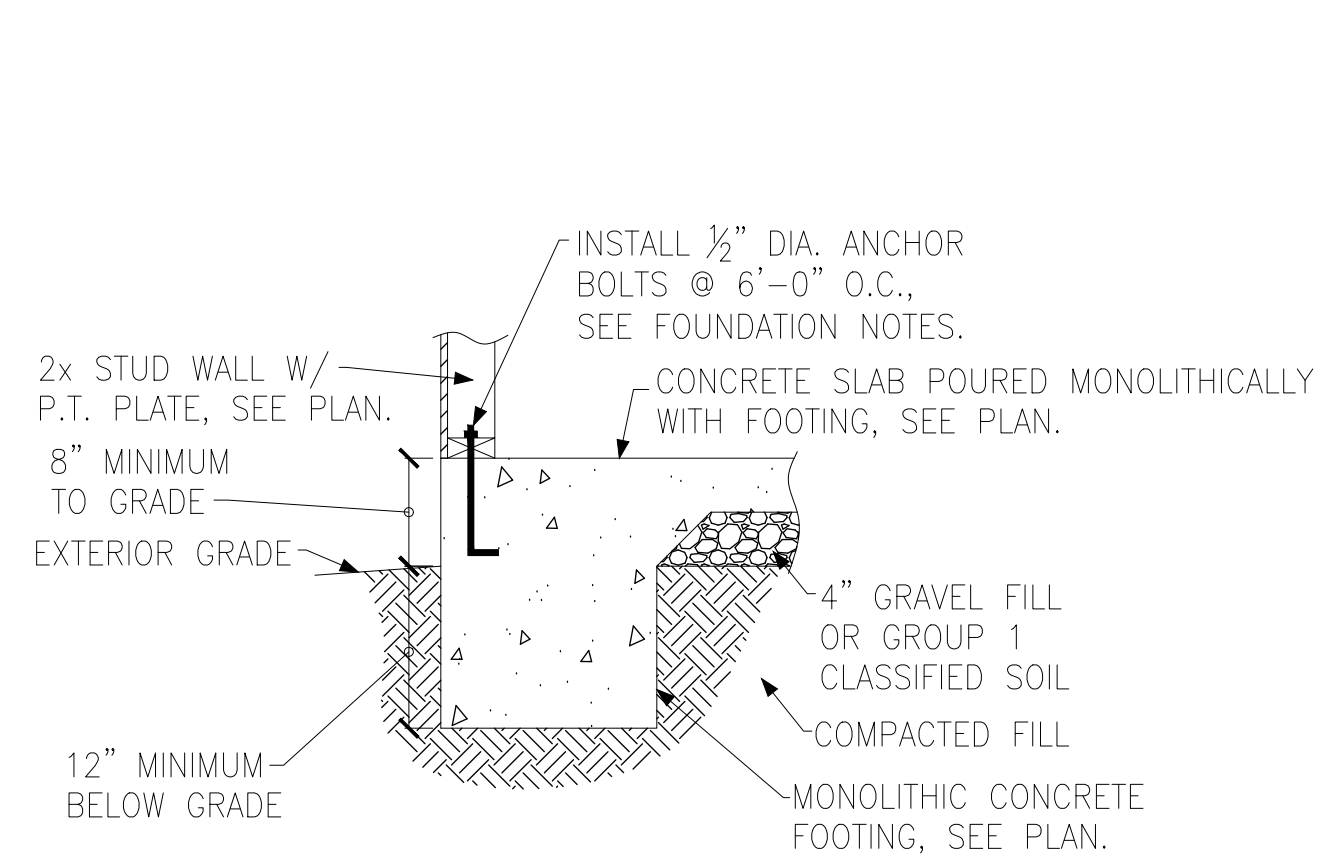 INSTALL ½” DIA. ANCHOR
BOLTS @ 6'-0” O.C.,
SEE FOUNDATION NOTES.
2x STUD WALL W/
P.T. PLATE, SEE PLAN.
CONCRETE SLAB POURED MONOLITHICALLY
WITH FOOTING, SEE PLAN.
8” MINIMUM
TO GRADE
EXTERIOR GRADE
4” GRAVEL FILL
OR GROUP 1
CLASSIFIED SOIL
COMPACTED FILL
12” MINIMUM
BELOW GRADE
MONOLITHIC CONCRETE
FOOTING, SEE PLAN.